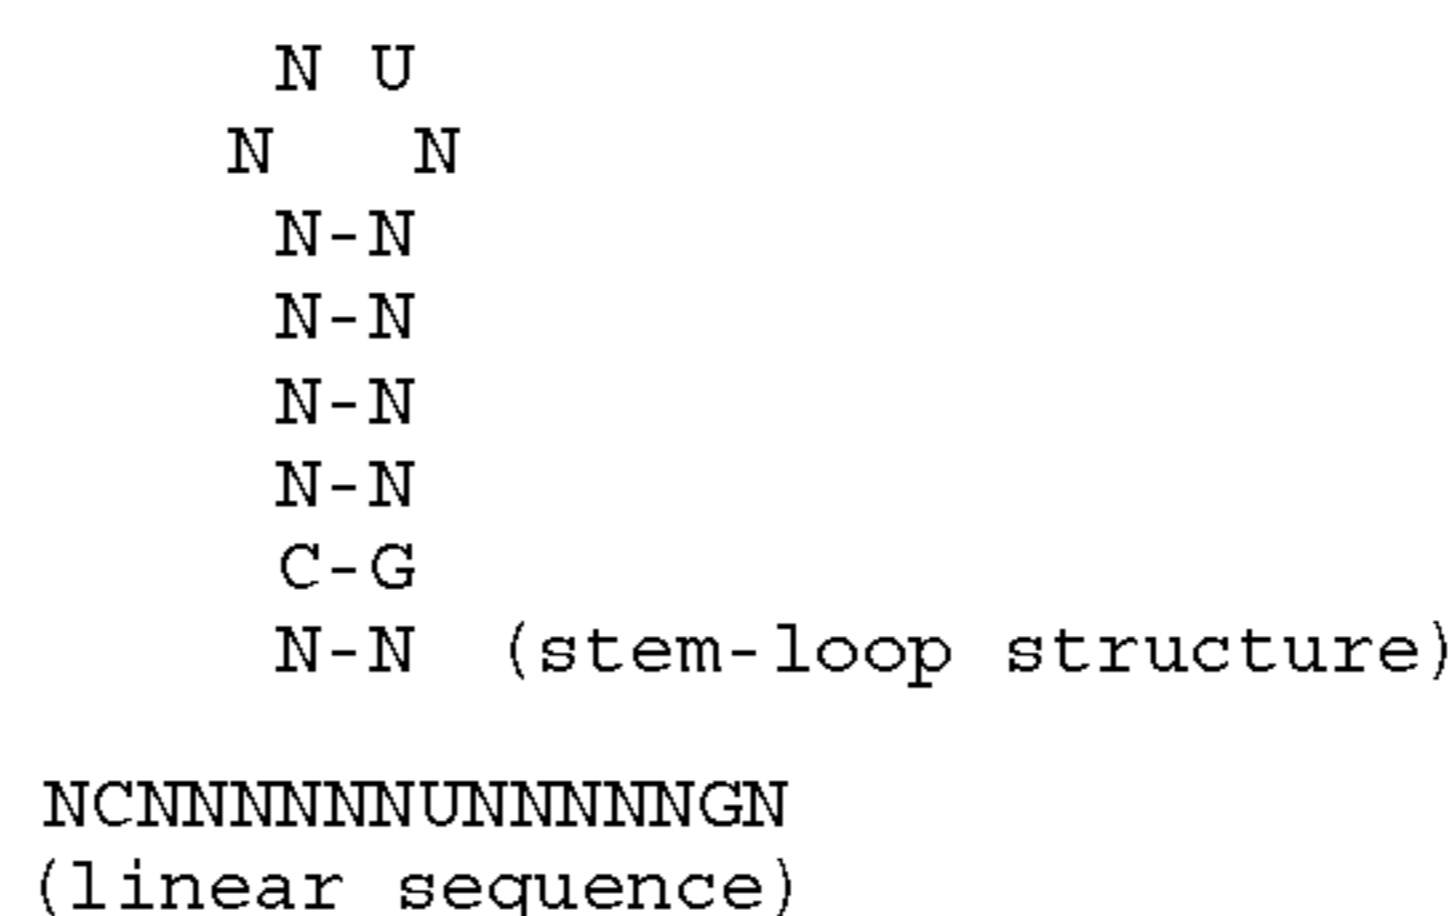 N U
N N
N-N
N-N
N-N
N-N
C-G
N-N (stem-loop structure)
NCNNNNNNUNNNNNGN
(linear sequence)